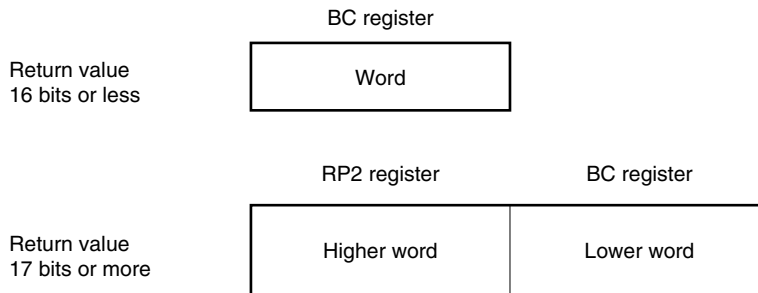 BC register
Return value
16 bits or less
Word
RP2 register BC register
Return value
17 bits or more
Higher word Lower word